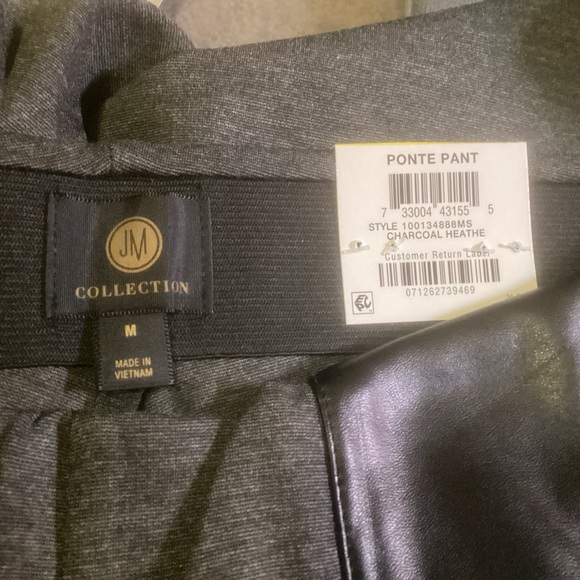 JM
COLLECTION
M
MADE IN
VIETNAM
PONTE PANT
7 33004 43155 5
STYLE 100134888MS
CHARCOAL HEATHE
Customer Return Label
071262739469